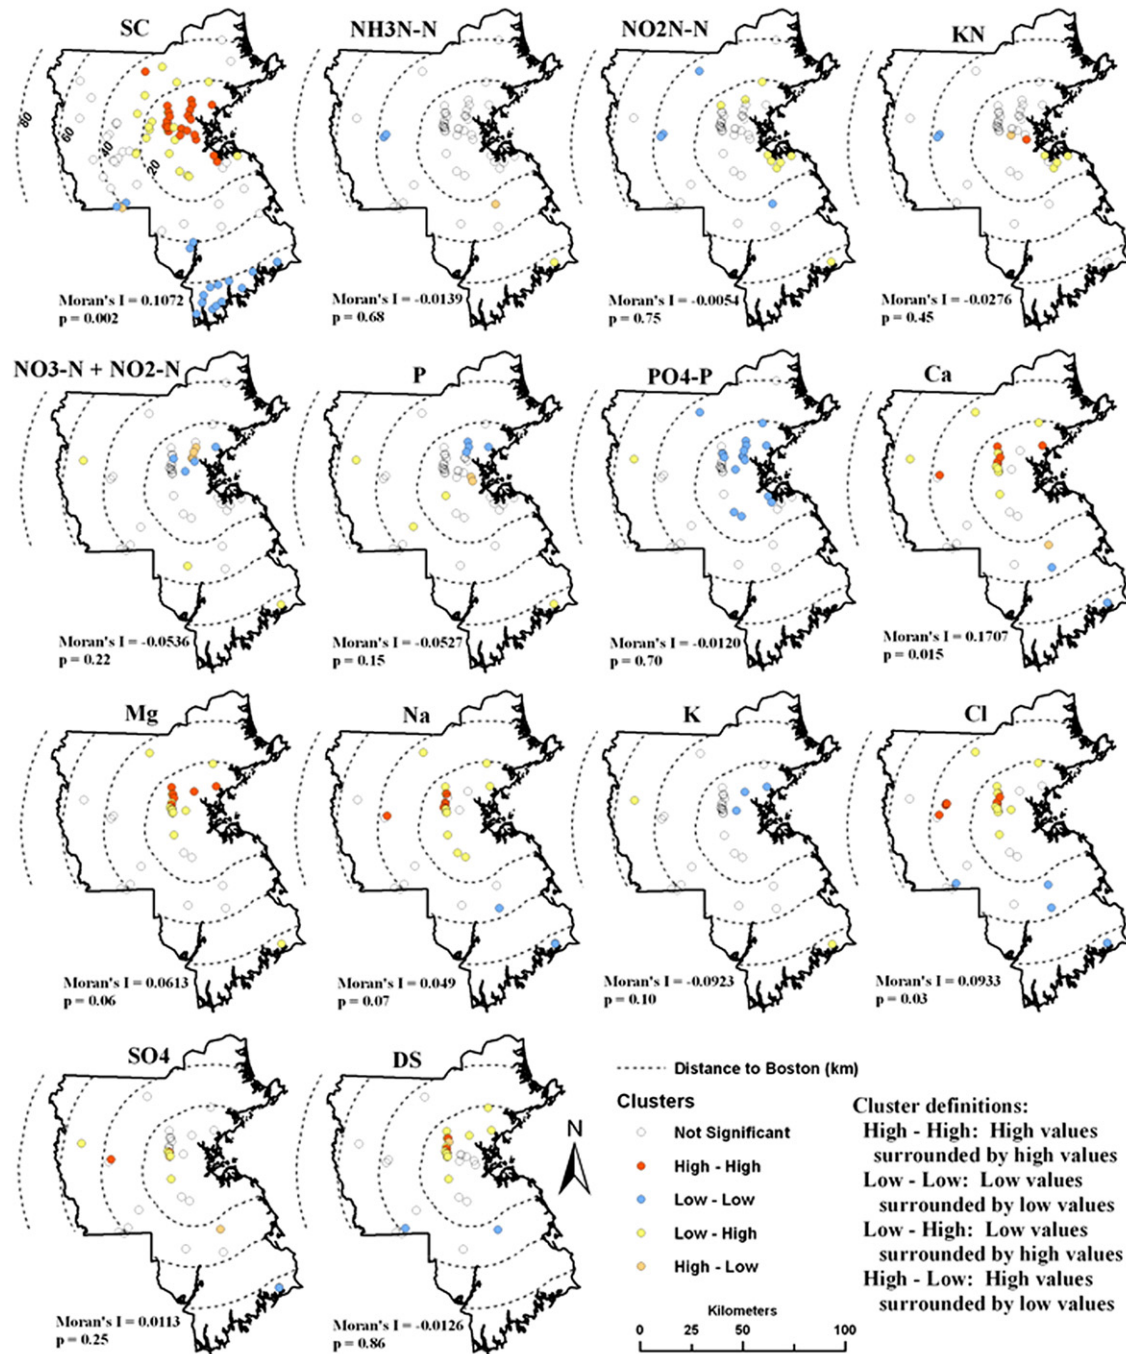 SC
NH3N-N
NO2N-N
KN
80
60
40
20
Moran's I = 0.1072
p = 0.002
Moran's I = -0.0139
p = 0.68
Moran's I = -0.0054
p = 0.75
Moran's I = -0.0276
p = 0.45
NO3-N + NO2-N
P
PO4-P
Ca
Moran's I = -0.0536
p = 0.22
Moran's I = -0.0527
p = 0.15
Moran's I = -0.0120
p = 0.70
Moran's I = 0.1707
p = 0.015
Mg
Na
K
Cl
Moran's I = 0.0613
p = 0.06
Moran's I = 0.049
p = 0.07
Moran's I = -0.0923
p = 0.10
Moran's I = 0.0933
p = 0.03
SO4
DS
Moran's I = 0.0113
p = 0.25
Moran's I = -0.0126
p = 0.86
Distance to Boston (km)
Clusters
Not Significant
High - High
Low - Low
Low - High
High - Low
N
Kilometers
0 25 50 100
Cluster definitions:
High - High: High values
surrounded by high values
Low - Low: Low values
surrounded by low values
Low - High: Low values
surrounded by high values
High - Low: High values
surrounded by low values